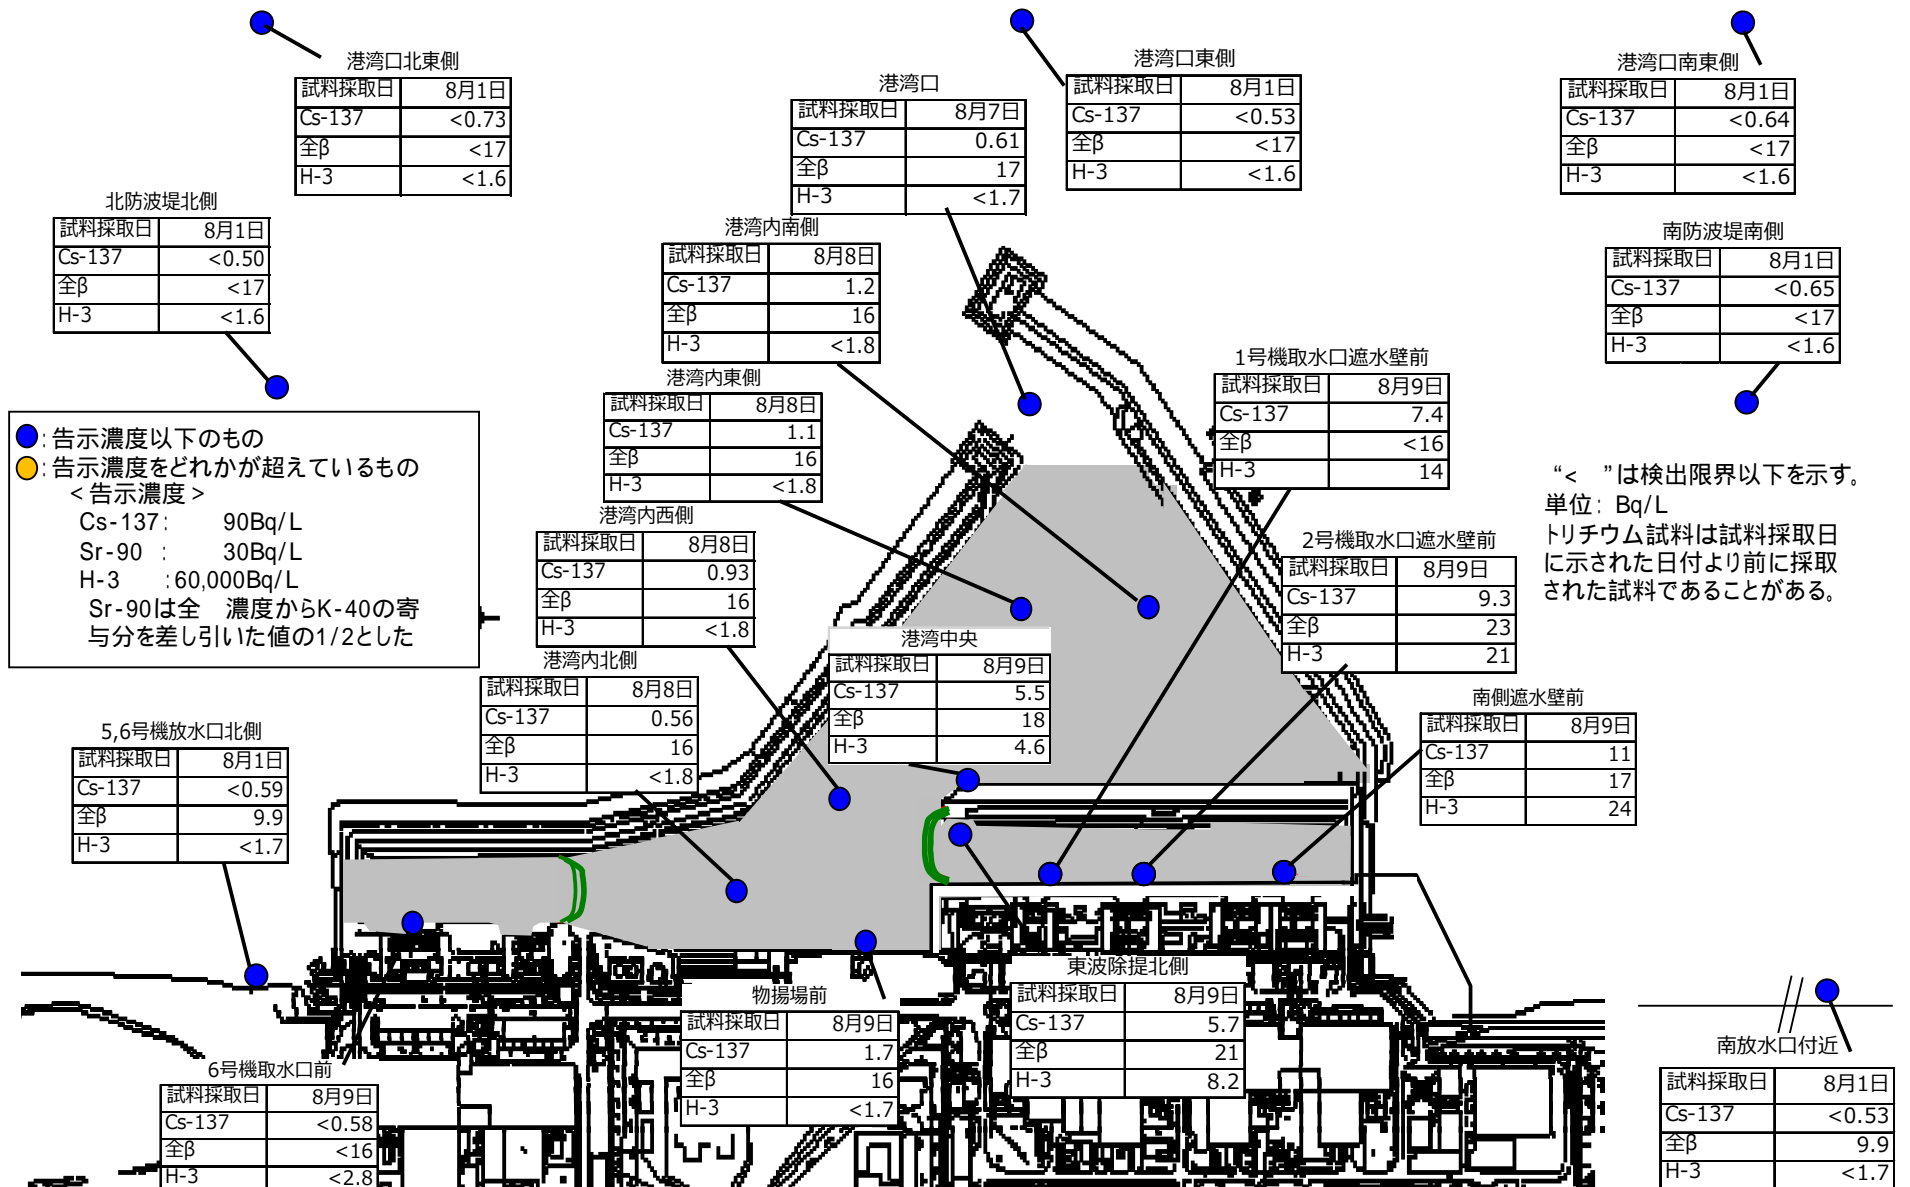 港湾口北東側
試料採取日 8月1日
Cs-137 <0.73
全β <17
H-3 <1.6
港湾口
試料採取日 8月7日
Cs-137 0.61
全β 17
H-3 <1.7
港湾口東側
試料採取日 8月1日
Cs-137 <0.53
全β <17
H-3 <1.6
港湾口南東側
試料採取日 8月1日
Cs-137 <0.64
全β <17
H-3 <1.6
北防波堤北側
試料採取日 8月1日
Cs-137 <0.50
全β <17
H-3 <1.6
港湾内南側
試料採取日 8月8日
Cs-137 1.2
全β 16
H-3 <1.8
南防波堤南側
試料採取日 8月1日
Cs-137 <0.65
全β <17
H-3 <1.6
港湾内東側
試料採取日 8月8日
Cs-137 1.1
全β 16
H-3 <1.8
1号機取水口遮水壁前
試料採取日 8月9日
Cs-137 7.4
全β <16
H-3 14
: 告示濃度以下のもの
: 告示濃度をどれかが超えているもの
<告示濃度>
Cs-137: 90Bq/L
Sr-90 : 30Bq/L
H-3 :60,000Bq/L
Sr-90は全 濃度からK-40の寄
与分を差し引いた値の1/2とした
“< ”は検出限界以下を示す。
単位: Bq/L
トリチウム試料は試料採取日
に示された日付より前に採取
された試料であることがある。
港湾内西側
試料採取日 8月8日
Cs-137 0.93
全β 16
H-3 <1.8
2号機取水口遮水壁前
試料採取日 8月9日
Cs-137 9.3
全β 23
H-3 21
港湾中央
試料採取日 8月9日
Cs-137 5.5
全β 18
H-3 4.6
港湾内北側
試料採取日 8月8日
Cs-137 0.56
全β 16
H-3 <1.8
南側遮水壁前
試料採取日 8月9日
Cs-137 11
全β 17
H-3 24
5,6号機放水口北側
試料採取日 8月1日
Cs-137 <0.59
全β 9.9
H-3 <1.7
東波除堤北側
試料採取日 8月9日
Cs-137 5.7
全β 21
H-3 8.2
物揚場前
試料採取日 8月9日
Cs-137 1.7
全β 16
H-3 <1.7
6号機取水口前
試料採取日 8月9日
Cs-137 <0.58
全β <16
H-3 <2.8
南放水口付近
試料採取日 8月1日
Cs-137 <0.53
全β 9.9
H-3 <1.7